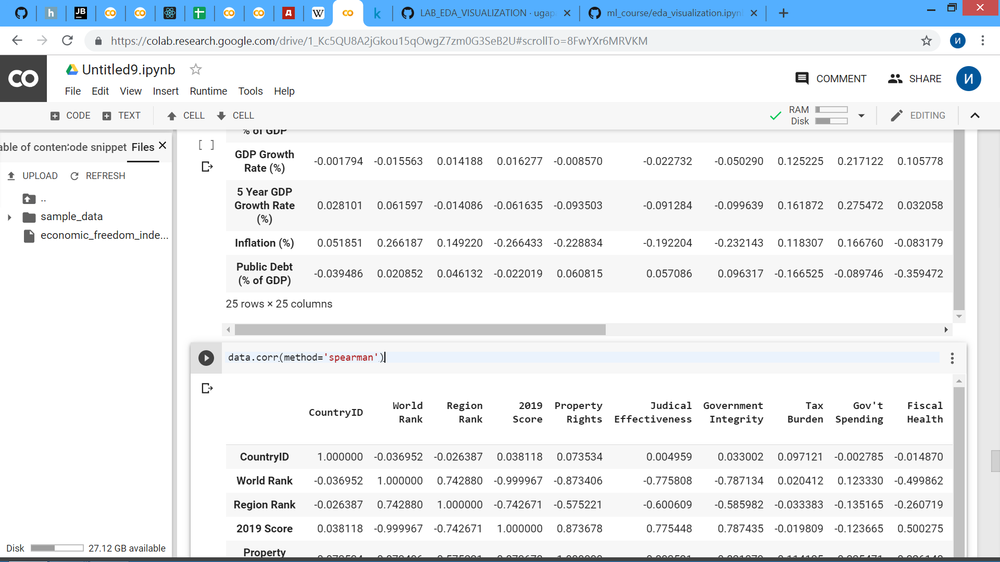 LAB_EDA_VISUALIZATION · ugap
ml_course/eda_visualization.ipyn
https://colab.research.google.com/drive/1_Kc5QU8A2jGkou15qOwgZ7zm0G3SeB2U#scrollTo=8FwYXr6MRVKM
И
CO
Untitled9.ipynb
COMMENT SHARE И
File Edit View Insert Runtime Tools Help
CODE TEXT CELL CELL
RAM
Disk
EDITING
able of conten ode snippet Files
UPLOAD REFRESH
..
sample_data
economic_freedom_inde...
Disk 27.12 GB available
% of GDP
[ ]
GDP Growth Rate (%) -0.001794 -0.015563 0.014188 0.016277 -0.008570 -0.022732 -0.050290 0.125225 0.217122 0.105778
5 Year GDP Growth Rate (%) 0.028101 0.061597 -0.014086 -0.061635 -0.093503 -0.091284 -0.099639 0.161872 0.275472 0.032058
Inflation (%) 0.051851 0.266187 0.149220 -0.266433 -0.228834 -0.192204 -0.232143 0.118307 0.166760 -0.083179
Public Debt (% of GDP) -0.039486 0.020852 0.046132 -0.022019 0.060815 0.057086 0.096317 -0.166525 -0.089746 -0.359472
25 rows × 25 columns
data.corr(method='spearman')
CountryID World Rank Region Rank 2019 Score Property Rights Judical Effectiveness Government Integrity Tax Burden Gov't Spending Fiscal Health
CountryID 1.000000 -0.036952 -0.026387 0.038118 0.073534 0.004959 0.033002 0.097121 -0.002785 -0.014870
World Rank -0.036952 1.000000 0.742880 -0.999967 -0.873406 -0.775808 -0.787134 0.020412 0.123330 -0.499862
Region Rank -0.026387 0.742880 1.000000 -0.742671 -0.575221 -0.600609 -0.585982 -0.033383 -0.135165 -0.260719
2019 Score 0.038118 -0.999967 -0.742671 1.000000 0.873678 0.775448 0.787435 -0.019809 -0.123665 0.500275
Property